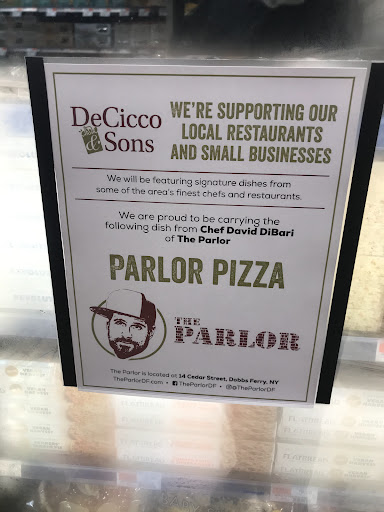 DeCicco
& Sons
WE'RE SUPPORTING OUR
LOCAL RESTAURANTS
AND SMALL BUSINESSES
We will be featuring signature dishes from
some of the area's finest chefs and restaurants.
We are proud to be carrying the
following dish from Chef David DiBari
of The Parlor
PARLOR PIZZA
THE
PARLOR
The Parlor is located at 14 Cedar Street, Dobbs Ferry, NY
TheParlorDF.com • TheParlorDF • @TheParlorDF